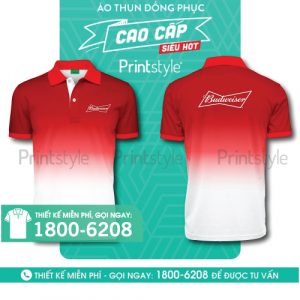 ÁO THUN ĐỒNG PHỤC
CAO CẤP
SIÊU HOT
Printstyle®
Budweiser
Budweiser
Printstyle
Printstyle
THIẾT KẾ MIỄN PHÍ, GỌI NGAY:
1800-6208
THIẾT KẾ MIỄN PHÍ - GỌI NGAY: 1800-6208 ĐỂ ĐƯỢC TƯ VẤN